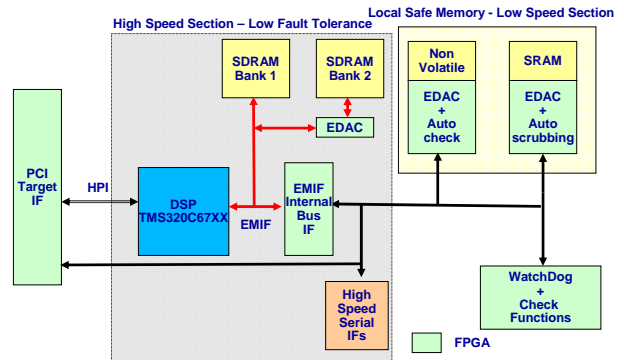 High Speed Section – Low Fault Tolerance
Local Safe Memory - Low Speed Section
SDRAM
Bank 1
SDRAM
Bank 2
EDAC
Non
Volatile
EDAC
+
Auto
check
SRAM
EDAC
+
Auto
scrubbing
PCI
Target
IF
HPI
DSP
TMS320C67XX
EMIF
EMIF
Internal
Bus
IF
High
Speed
Serial
IFs
WatchDog
+
Check
Functions
FPGA